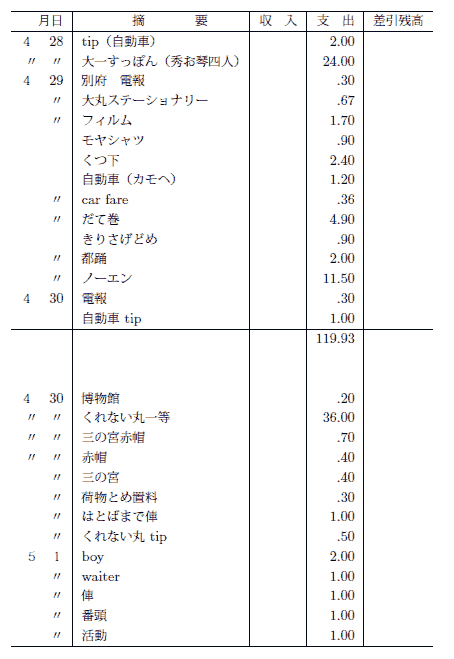 月日 摘要 収入 支出 差引残高
4 28 tip（自動車） 2.00
〃 〃 大一すっぽん（秀お琴四人） 24.00
4 29 別府　電報 .30
〃 大丸ステーショナリー .67
〃 フィルム 1.70
モヤシャツ .90
くつ下 2.40
自動車（カモヘ） 1.20
〃 car fare .36
〃 だて巻 4.90
きりさげどめ .90
〃 都踊 2.00
〃 ノーエン 11.50
4 30 電報 .30
自動車 tip 1.00
119.93
4 30 博物館 .20
〃 〃 くれない丸一等 36.00
〃 〃 三の宮赤帽 .70
〃 〃 赤帽 .40
〃 三の宮 .40
〃 荷物とめ置料 .30
〃 はとばまで俥 1.00
〃 くれない丸 tip .50
5 1 boy 2.00
〃 waiter 1.00
〃 俥 1.00
〃 番頭 1.00
〃 活動 1.00